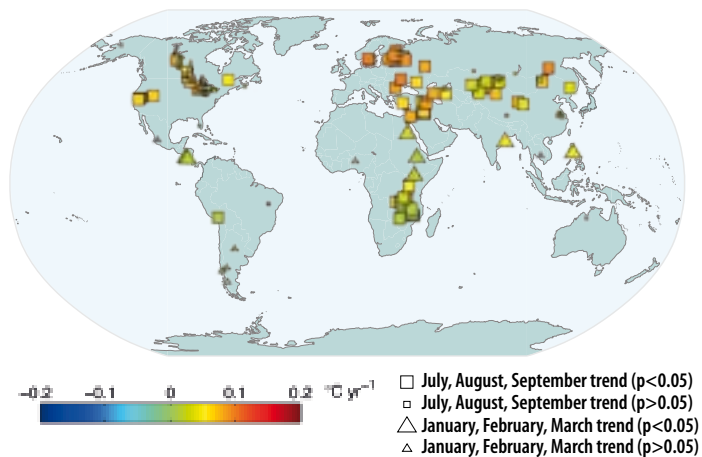 −0.2 −0.1 0 0.1 0.2 °C yr⁻¹
July, August, September trend (p<0.05)
July, August, September trend (p>0.05)
January, February, March trend (p<0.05)
January, February, March trend (p>0.05)